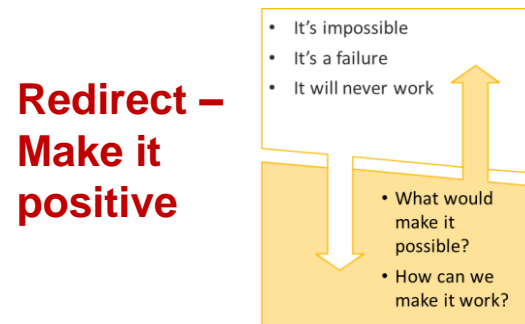 Redirect –
Make it
positive
• It's impossible
• It's a failure
• It will never work
• What would
make it
possible?
• How can we
make it work?